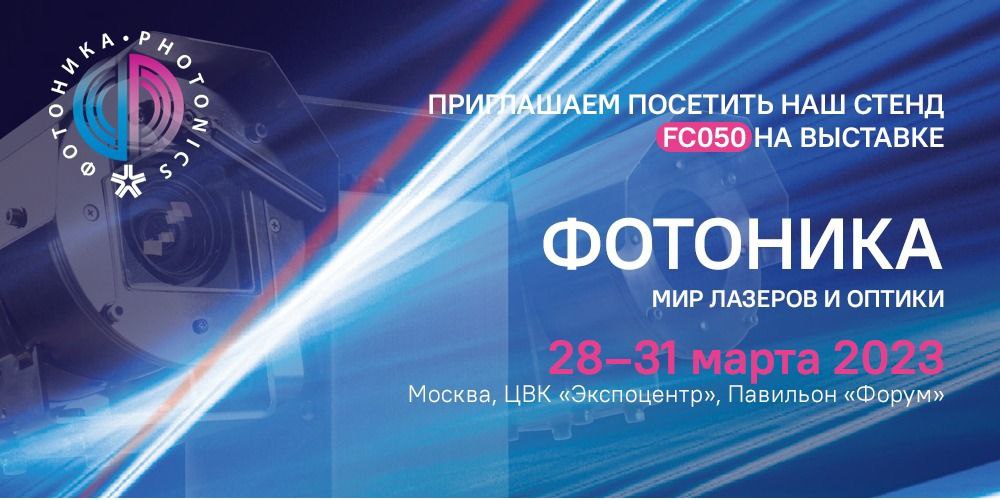 ФОТОНИКА • PHOTONICS
ПРИГЛАШАЕМ ПОСЕТИТЬ НАШ СТЕНД
FC050 НА ВЫСТАВКЕ
ФОТОНИКА
МИР ЛАЗЕРОВ И ОПТИКИ
28–31 марта 2023
Москва, ЦВК «Экспоцентр», Павильон «Форум»